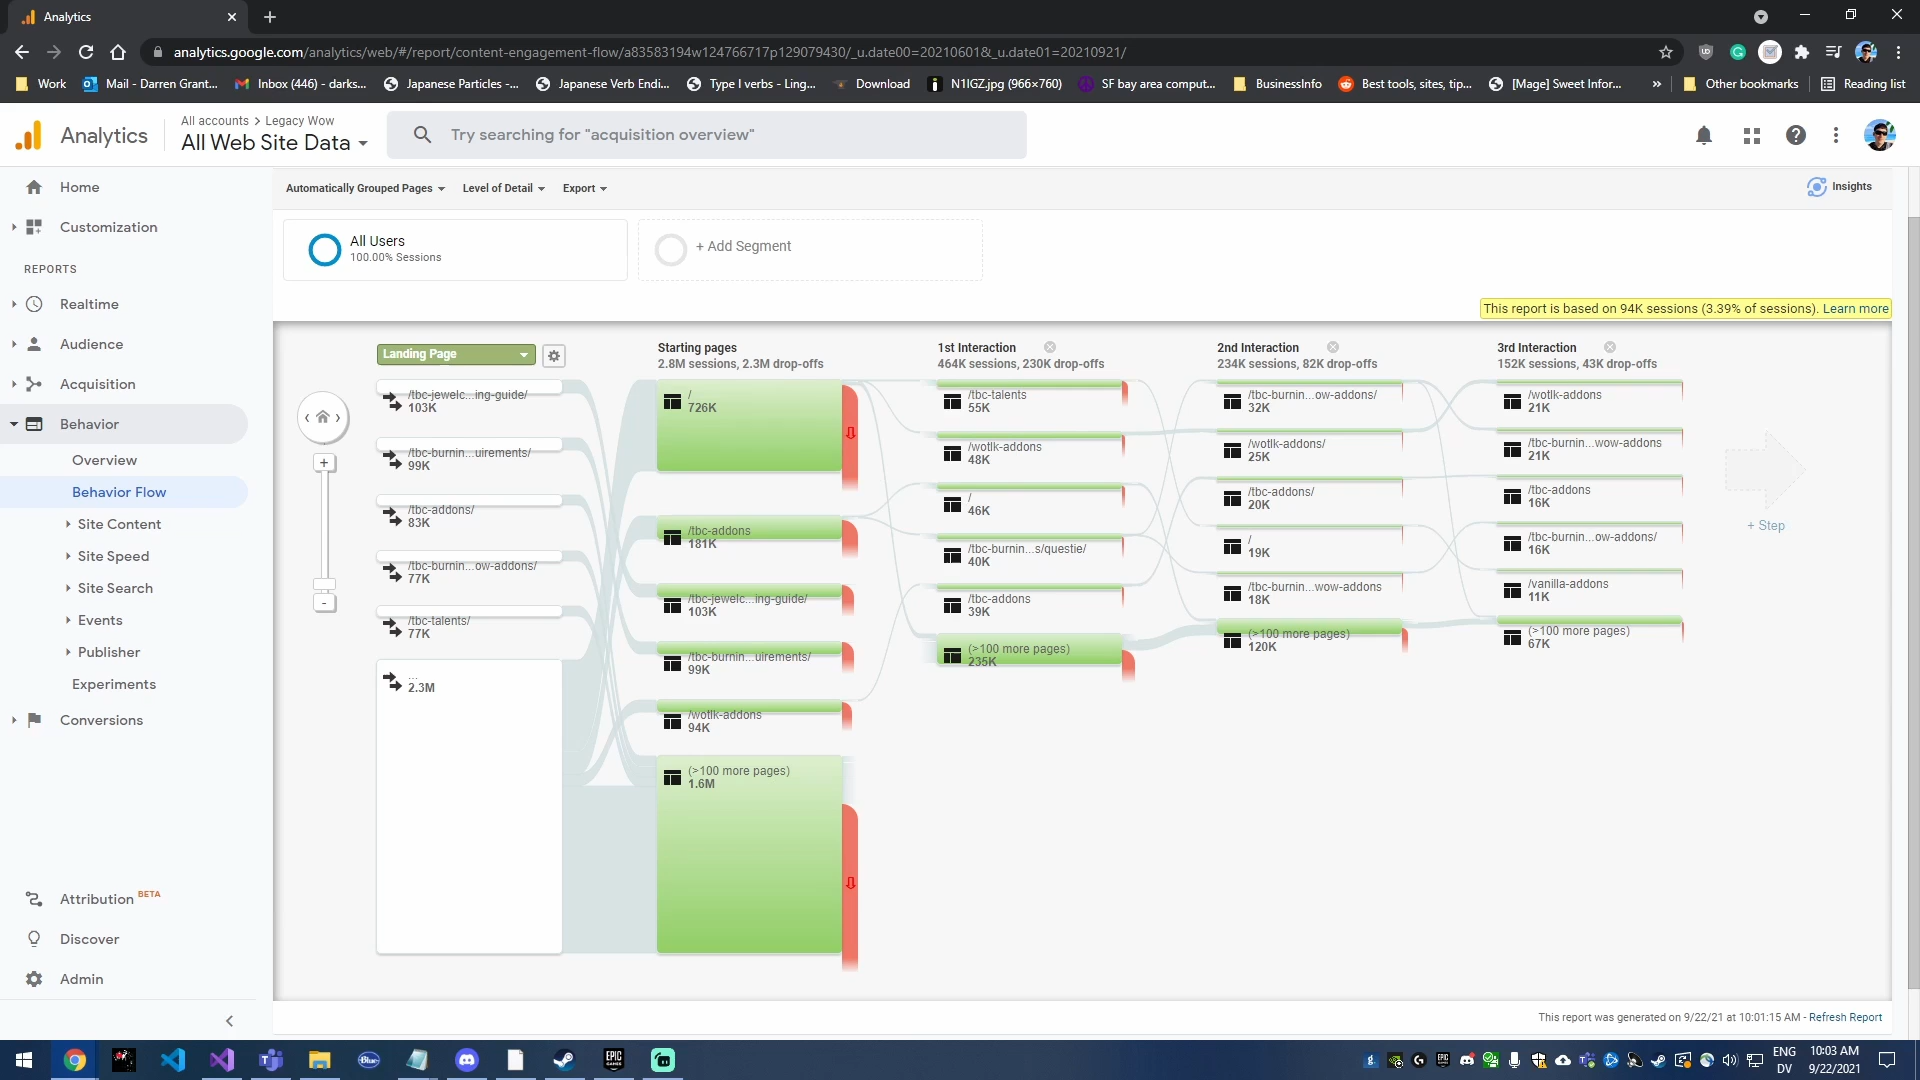 Analytics
analytics.google.com/analytics/web/#/report/content-engagement-flow/a83583194w124766717p129079430/_u.date00=20210601&_u.date01=20210921/
Work
Mail - Darren Grant...
Inbox (446) - darks...
Japanese Particles -...
Japanese Verb Endi...
Type I verbs - Ling...
Download
N1IGZ.jpg (966×760)
SF bay area comput...
BusinessInfo
Best tools, sites, tip...
[Mage] Sweet Infor...
»
Other bookmarks
Reading list
Analytics
All accounts > Legacy Wow
All Web Site Data
Try searching for "acquisition overview"
Home
Customization
REPORTS
Realtime
Audience
Acquisition
Behavior
Overview
Behavior Flow
Site Content
Site Speed
Site Search
Events
Publisher
Experiments
Conversions
Attribution BETA
Discover
Admin
Automatically Grouped Pages
Level of Detail
Export
Insights
All Users
100.00% Sessions
+ Add Segment
This report is based on 94K sessions (3.39% of sessions). Learn more
Landing Page
/tbc-jewelc...ing-guide/
103K
/tbc-burnin...uirements/
99K
/tbc-addons/
83K
/tbc-burnin...ow-addons/
77K
/tbc-talents/
77K
...
2.3M
Starting pages
2.8M sessions, 2.3M drop-offs
/
726K
/tbc-addons
181K
/tbc-jewelc...ing-guide/
103K
/tbc-burnin...uirements/
99K
/wotlk-addons
94K
(>100 more pages)
1.6M
1st Interaction
464K sessions, 230K drop-offs
/tbc-talents
55K
/wotlk-addons
48K
/
46K
/tbc-burnin...s/questie/
40K
/tbc-addons
39K
(>100 more pages)
235K
2nd Interaction
234K sessions, 82K drop-offs
/tbc-burnin...ow-addons/
32K
/wotlk-addons/
25K
/tbc-addons/
20K
/
19K
/tbc-burnin...wow-addons
18K
(>100 more pages)
120K
3rd Interaction
152K sessions, 43K drop-offs
/wotlk-addons
21K
/tbc-burnin...wow-addons
21K
/tbc-addons
16K
/tbc-burnin...ow-addons/
16K
/vanilla-addons
11K
(>100 more pages)
67K
+ Step
This report was generated on 9/22/21 at 10:01:15 AM - Refresh Report
ENG
DV
10:03 AM
9/22/2021